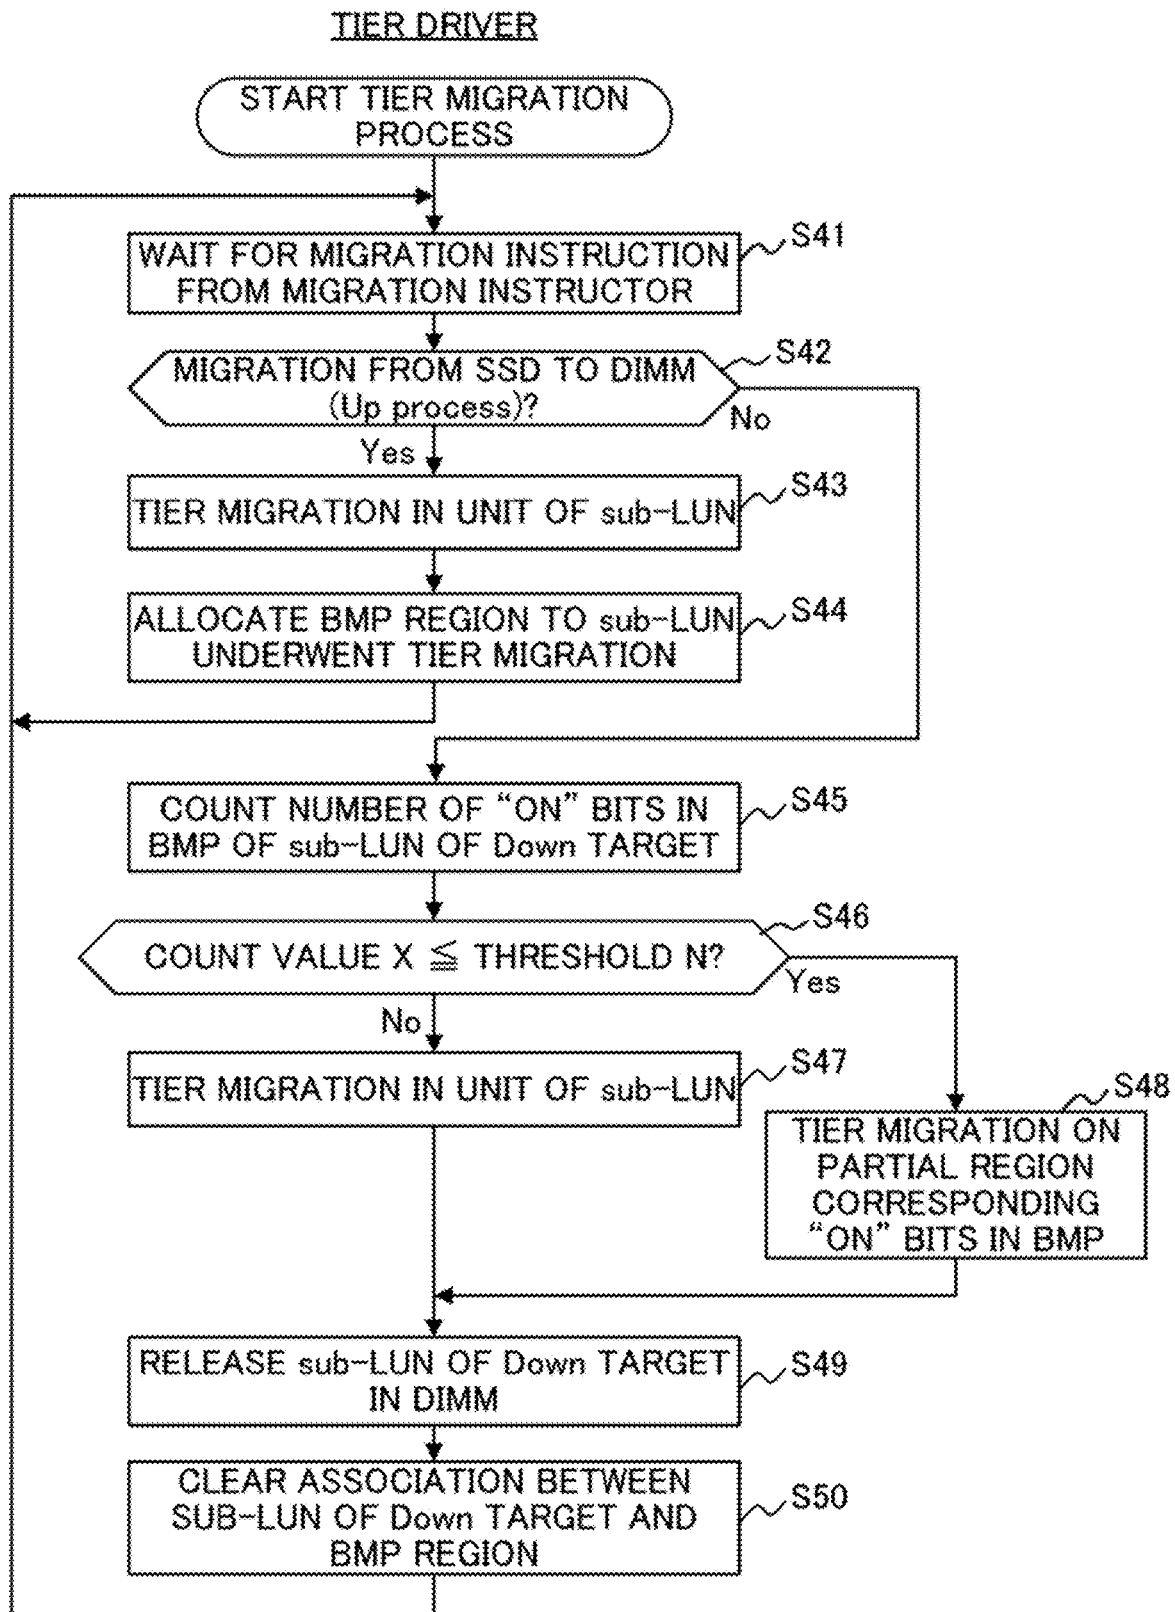 TIER DRIVER
START TIER MIGRATION
PROCESS
WAIT FOR MIGRATION INSTRUCTION
FROM MIGRATION INSTRUCTOR
S41
MIGRATION FROM SSD TO DIMM
(Up process)?
S42
No
Yes
TIER MIGRATION IN UNIT OF sub-LUN
S43
ALLOCATE BMP REGION TO sub-LUN
UNDERWENT TIER MIGRATION
S44
COUNT NUMBER OF “ON” BITS IN
BMP OF sub-LUN OF Down TARGET
S45
COUNT VALUE X ≦ THRESHOLD N?
S46
Yes
No
TIER MIGRATION IN UNIT OF sub-LUN
S47
TIER MIGRATION ON
PARTIAL REGION
CORRESPONDING
“ON” BITS IN BMP
S48
RELEASE sub-LUN OF Down TARGET
IN DIMM
S49
CLEAR ASSOCIATION BETWEEN
SUB-LUN OF Down TARGET AND
BMP REGION
S50